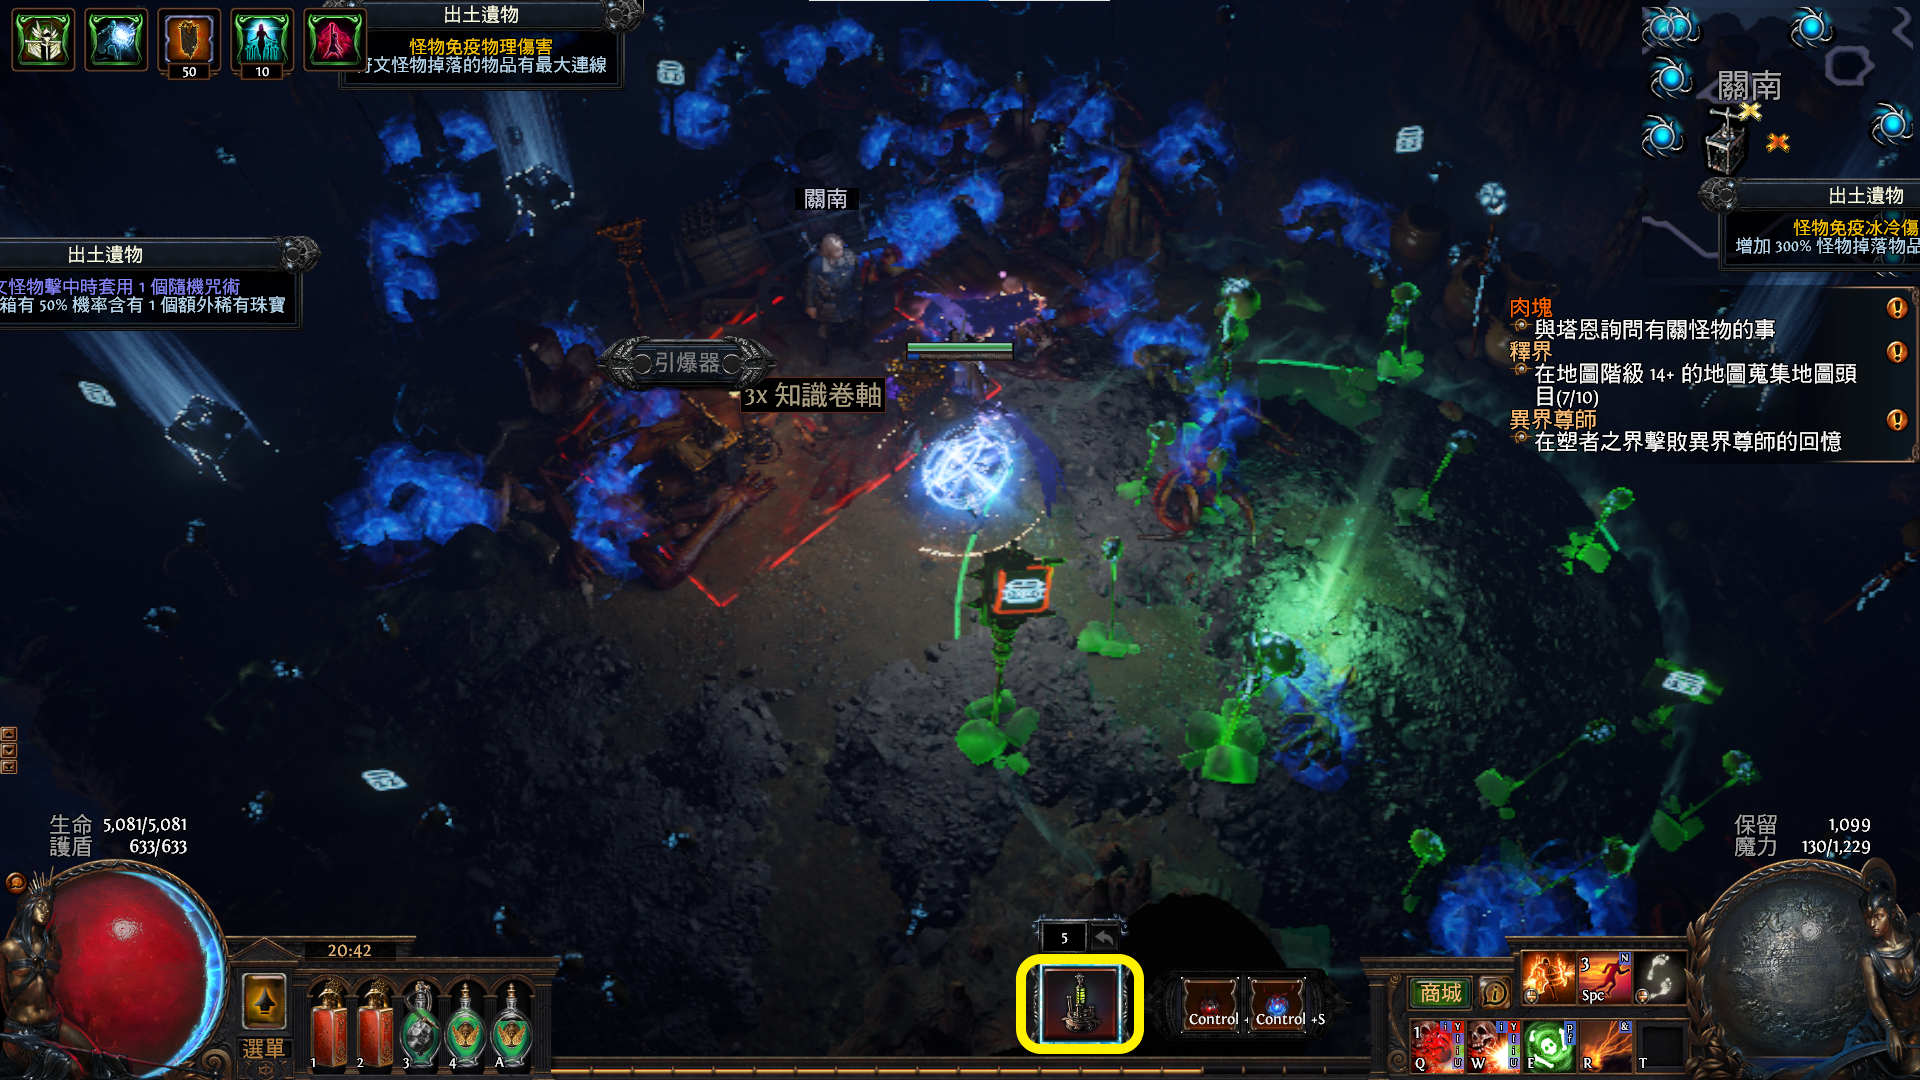 出土遺物
怪物免疫物理傷害
符文怪物掉落的物品有最大連線
50
10
關南
關南
出土遺物
文怪物擊中時套用 1 個隨機咒術
箱有 50% 機率含有 1 個額外稀有珠寶
出土遺物
怪物免疫冰冷傷
增加 300% 怪物掉落物品
肉塊
與塔恩詢問有關怪物的事
釋界
在地圖階級 14+ 的地圖蒐集地圖頭
目(7/10)
異界尊師
在塑者之界擊敗異界尊師的回憶
引爆器
3x 知識卷軸
生命 5,081/5,081
護盾 633/633
保留 1,099
魔力 130/1,229
20:42
選單
1 2 3 4 A
5
Control +
Control +S
商城
3 N
Spc
1
Q W E R T